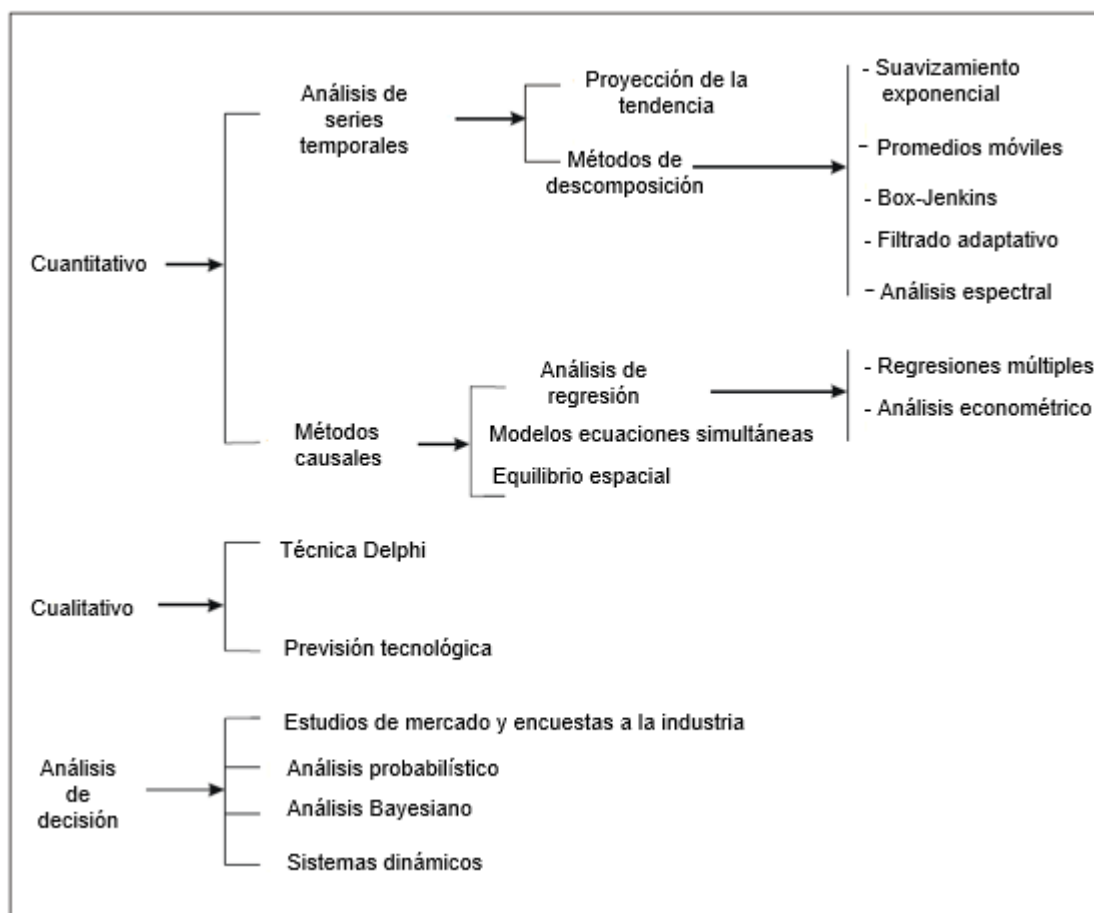 Análisis de
series
temporales
Proyección de la
tendencia
Métodos de
descomposición
- Suavizamiento
exponencial
- Promedios móviles
- Box-Jenkins
- Filtrado adaptativo
- Análisis espectral
Cuantitativo
Métodos
causales
Análisis de
regresión
Modelos ecuaciones simultáneas
Equilibrio espacial
- Regresiones múltiples
- Análisis econométrico
Cualitativo
Técnica Delphi
Previsión tecnológica
Análisis
de
decisión
Estudios de mercado y encuestas a la industria
Análisis probabilístico
Análisis Bayesiano
Sistemas dinámicos